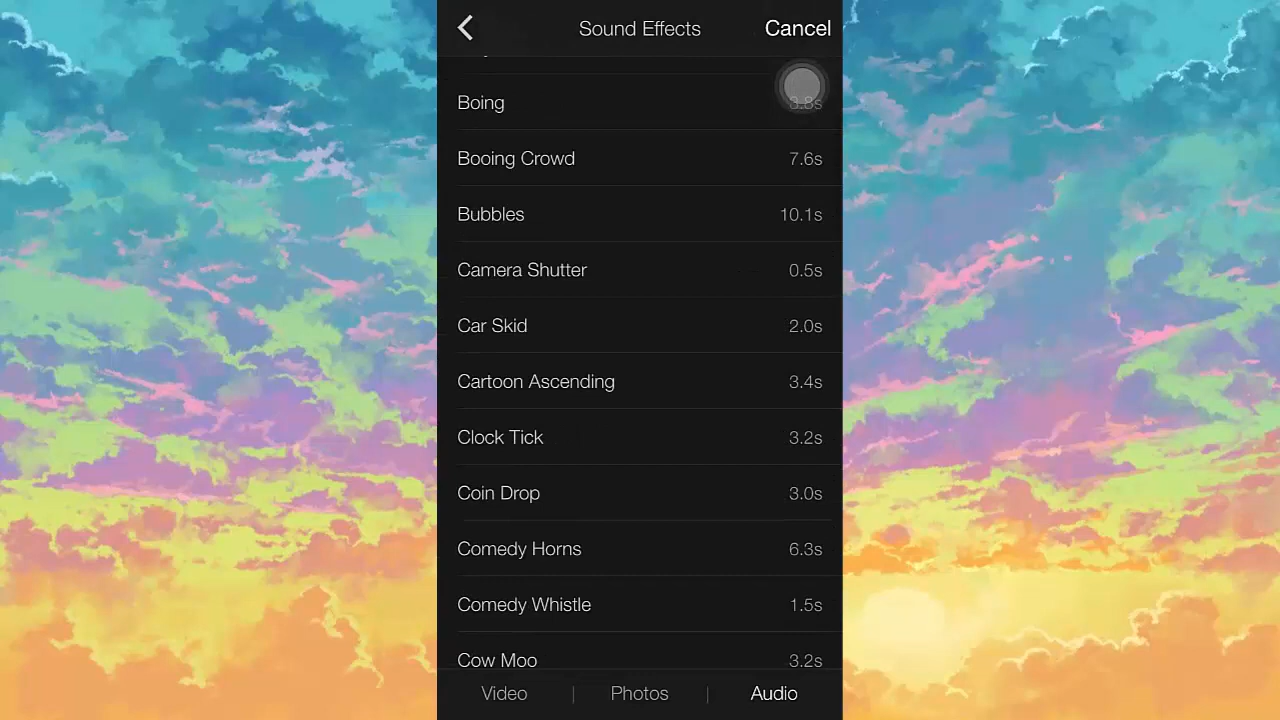 Sound Effects Cancel
Boing 3.8s
Booing Crowd 7.6s
Bubbles 10.1s
Camera Shutter 0.5s
Car Skid 2.0s
Cartoon Ascending 3.4s
Clock Tick 3.2s
Coin Drop 3.0s
Comedy Horns 6.3s
Comedy Whistle 1.5s
Cow Moo 3.2s
Video | Photos | Audio